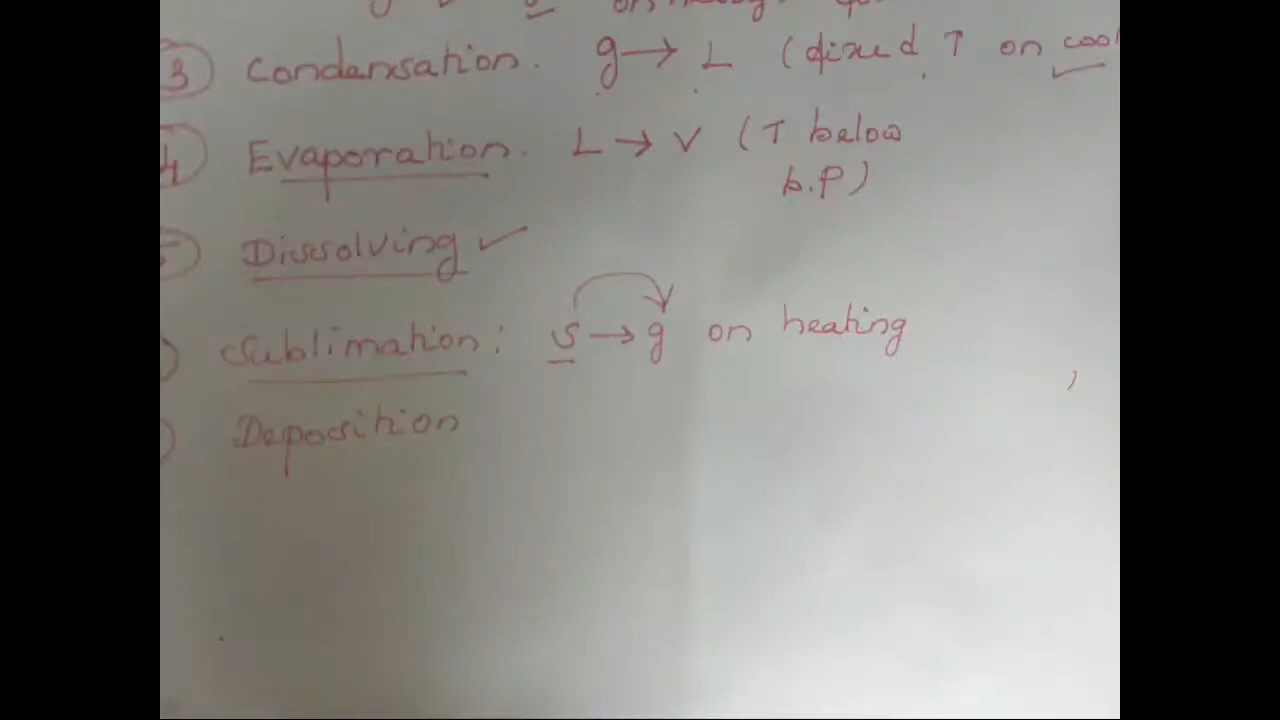 ③ Condensation. g → L (fixed T on cool
④ Evaporation. L → V (T below
b.P)
Dissolving ✓
Sublimation: S → g on heating
Deposition